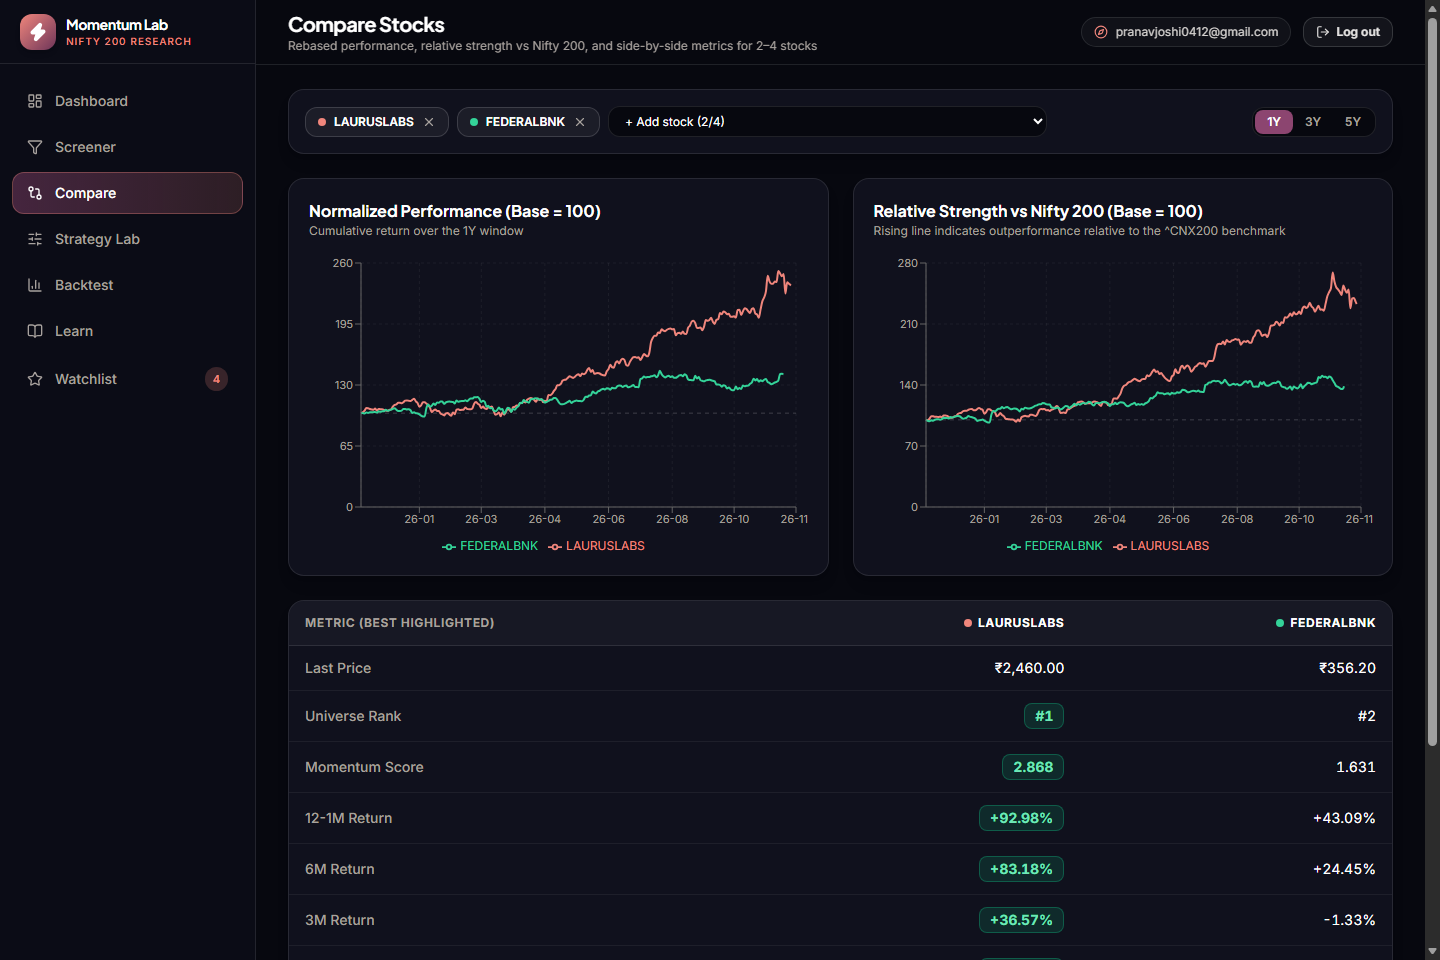 Momentum Lab
NIFTY 200 RESEARCH
Dashboard
Screener
Compare
Strategy Lab
Backtest
Learn
Watchlist 4
Compare Stocks
Rebased performance, relative strength vs Nifty 200, and side-by-side metrics for 2–4 stocks
pranavjoshi0412@gmail.com
Log out
LAURUSLABS
FEDERALBNK
+ Add stock (2/4)
1Y 3Y 5Y
Normalized Performance (Base = 100)
Cumulative return over the 1Y window
260
195
130
65
0
26-01 26-03 26-04 26-06 26-08 26-10 26-11
FEDERALBNK LAURUSLABS
Relative Strength vs Nifty 200 (Base = 100)
Rising line indicates outperformance relative to the ^CNX200 benchmark
280
210
140
70
0
26-01 26-03 26-04 26-06 26-08 26-10 26-11
FEDERALBNK LAURUSLABS
METRIC (BEST HIGHLIGHTED) LAURUSLABS FEDERALBNK
Last Price ₹2,460.00 ₹356.20
Universe Rank #1 #2
Momentum Score 2.868 1.631
12-1M Return +92.98% +43.09%
6M Return +83.18% +24.45%
3M Return +36.57% -1.33%